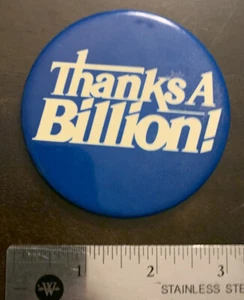 Thanks A
Billion!
1 2 3
W
STAINLESS STE